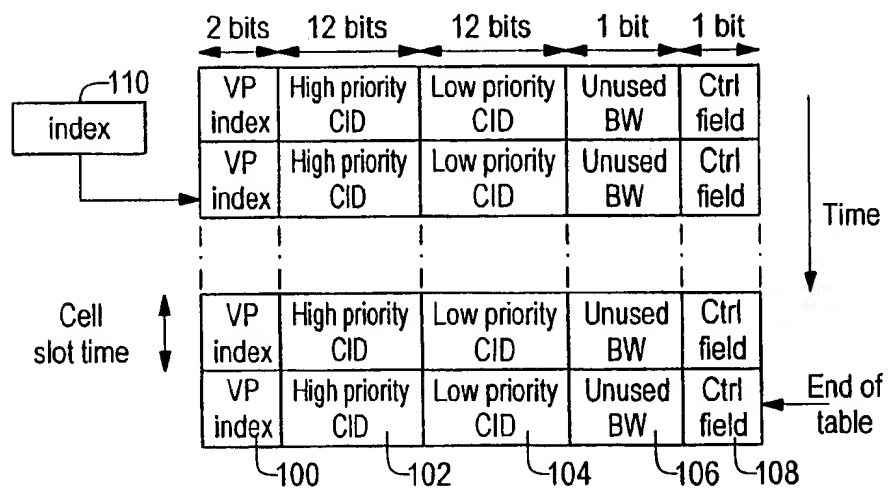 2 bits 12 bits 12 bits 1 bit 1 bit
110
index
VP High priority Low priority Unused Ctrl
index CID CID BW field
VP High priority Low priority Unused Ctrl
index CID CID BW field
Time
Cell
slot time
VP High priority Low priority Unused Ctrl
index CID CID BW field
VP High priority Low priority Unused Ctrl
index CID CID BW field
End of
table
100 102 104 106 108